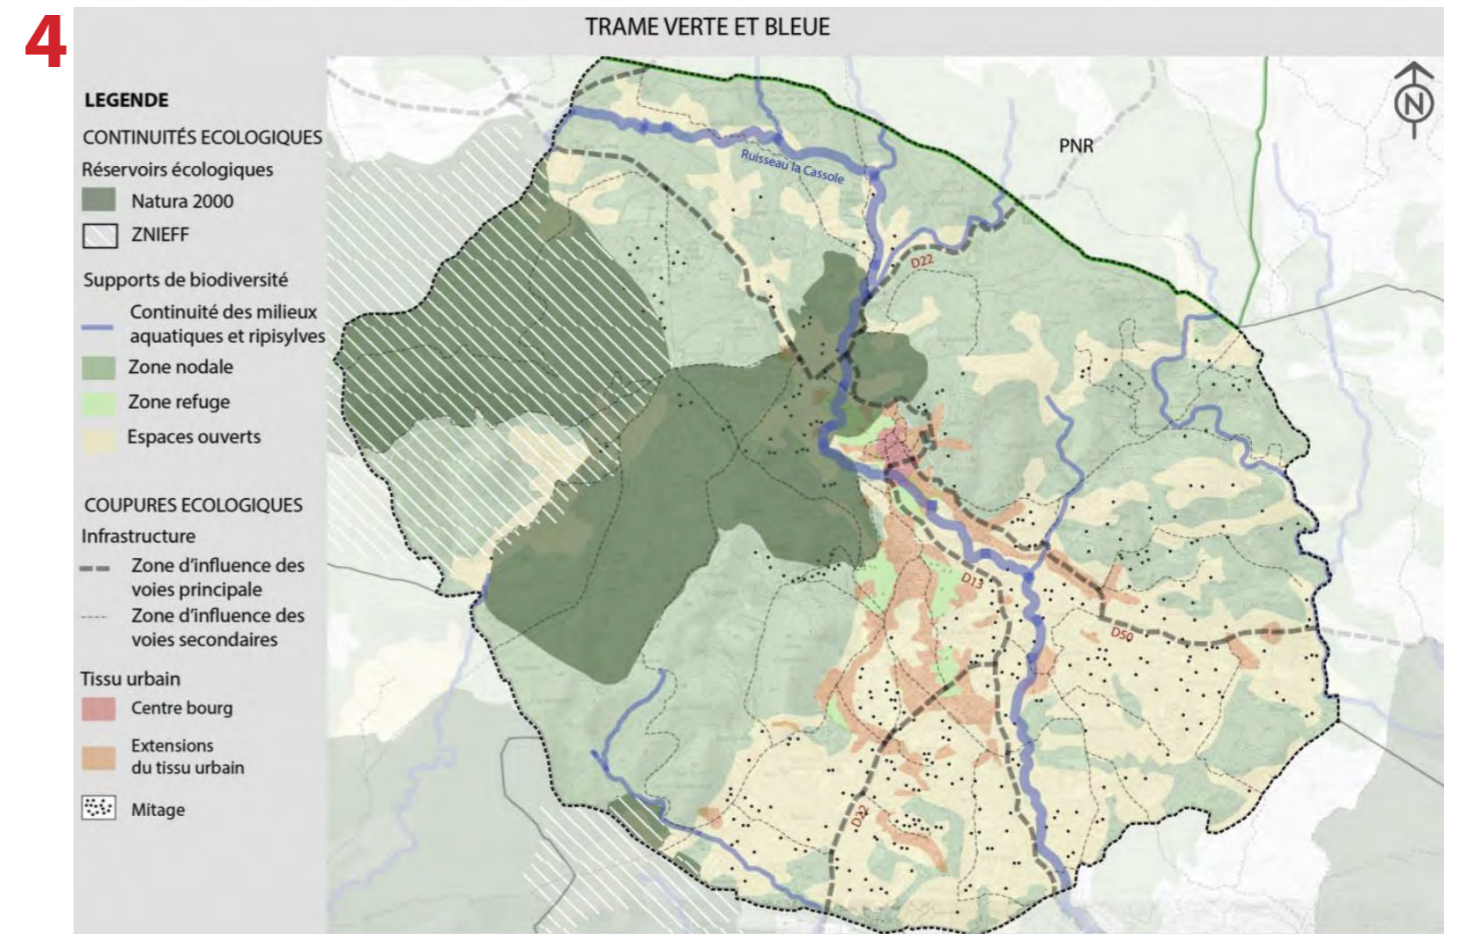 4
TRAME VERTE ET BLEUE
LEGENDE
CONTINUITÉS ECOLOGIQUES
Réservoirs écologiques
Natura 2000
ZNIEFF
Supports de biodiversité
Continuité des milieux
aquatiques et ripisylves
Zone nodale
Zone refuge
Espaces ouverts
COUPURES ECOLOGIQUES
Infrastructure
Zone d'influence des
voies principale
Zone d'influence des
voies secondaires
Tissu urbain
Centre bourg
Extensions
du tissu urbain
Mitage
N
PNR
Ruisseau la Cassole
D22
D13
D50
D22